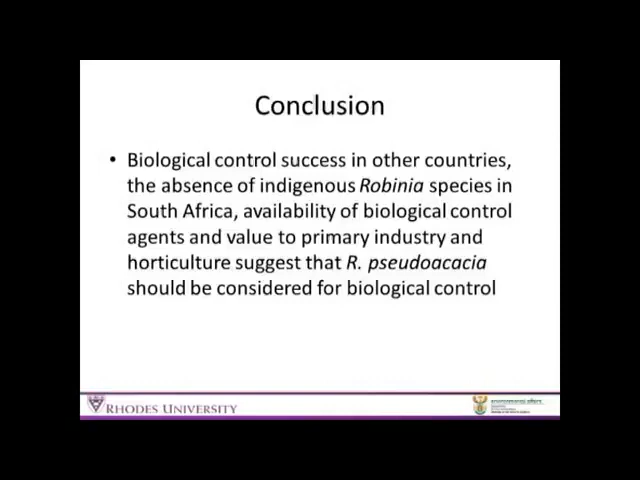 Conclusion
• Biological control success in other countries,
the absence of indigenous Robinia species in
South Africa, availability of biological control
agents and value to primary industry and
horticulture suggest that R. pseudoacacia
should be considered for biological control
RHODES UNIVERSITY
environmental affairs